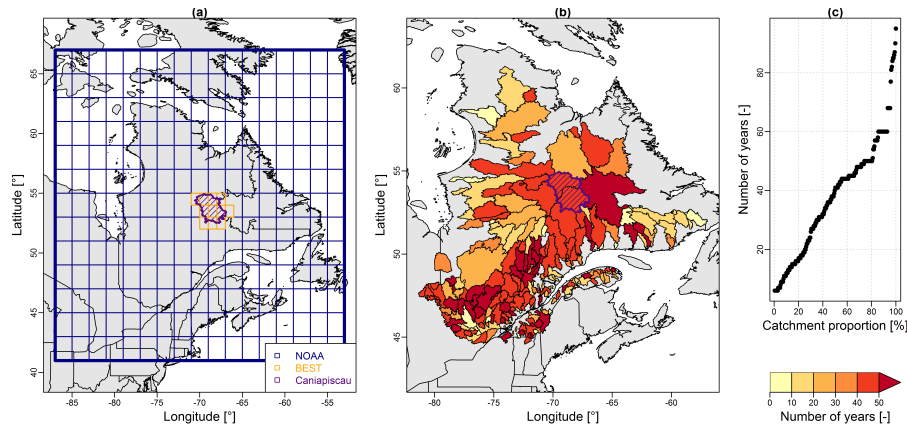 (a)
Latitude [°]
65
60
55
50
45
40
-85
-80
-75
-70
-65
-60
-55
Longitude [°]
NOAA
BEST
Caniapiscau
(b)
Latitude [°]
60
55
50
45
-80
-75
-70
-65
-60
Longitude [°]
(c)
Number of years [-]
80
60
40
20
0
20
40
60
80
100
Catchment proportion [%]
0 10 20 30 40 50
Number of years [-]